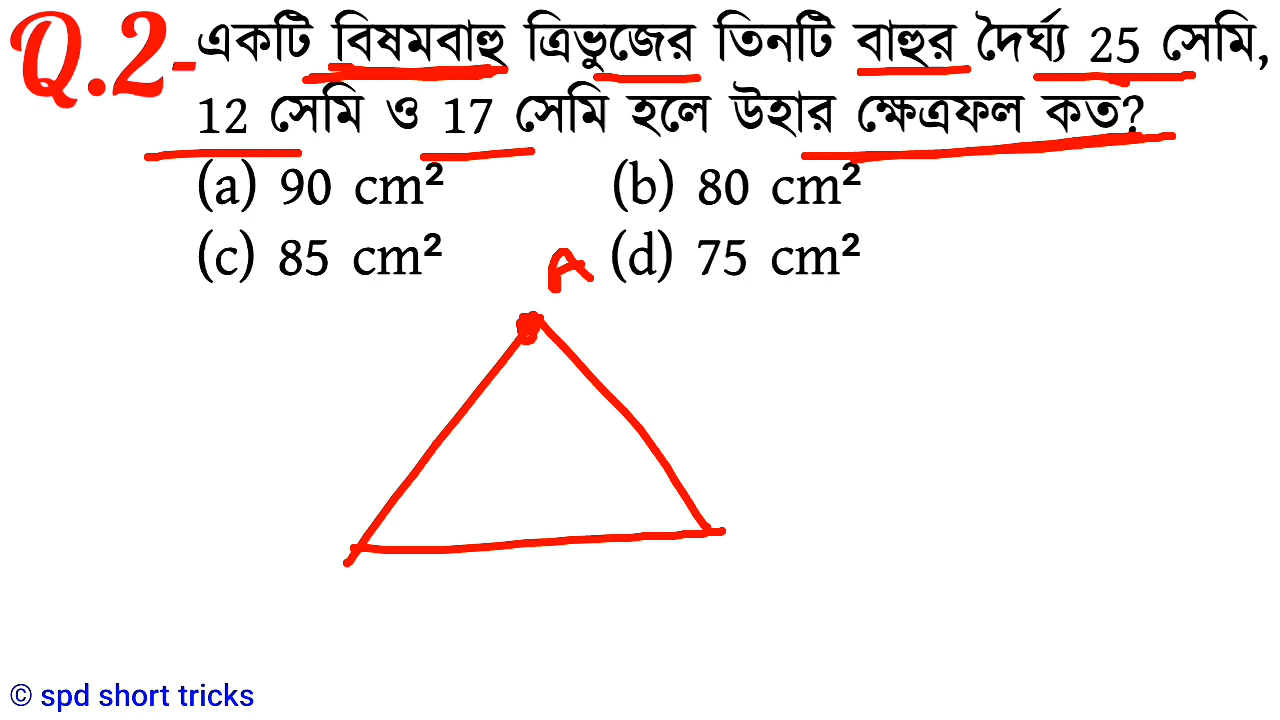 Q.2-একটি বিষমবাহু ত্রিভুজের তিনটি বাহুর দৈর্ঘ্য 25 সেমি,
12 সেমি ও 17 সেমি হলে উহার ক্ষেত্রফল কত?
(a) 90 cm² (b) 80 cm²
(c) 85 cm² (d) 75 cm²
A
© spd short tricks